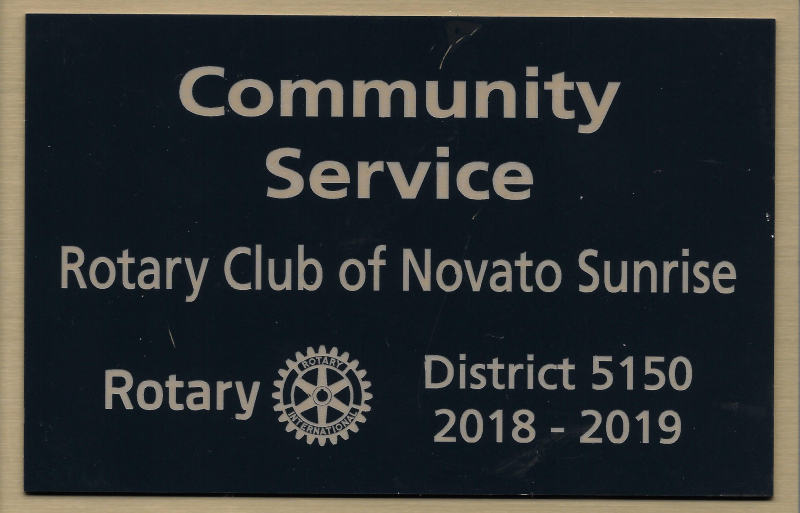 Community
Service
Rotary Club of Novato Sunrise
Rotary
ROTARY
INTERNATIONAL
District 5150
2018 - 2019